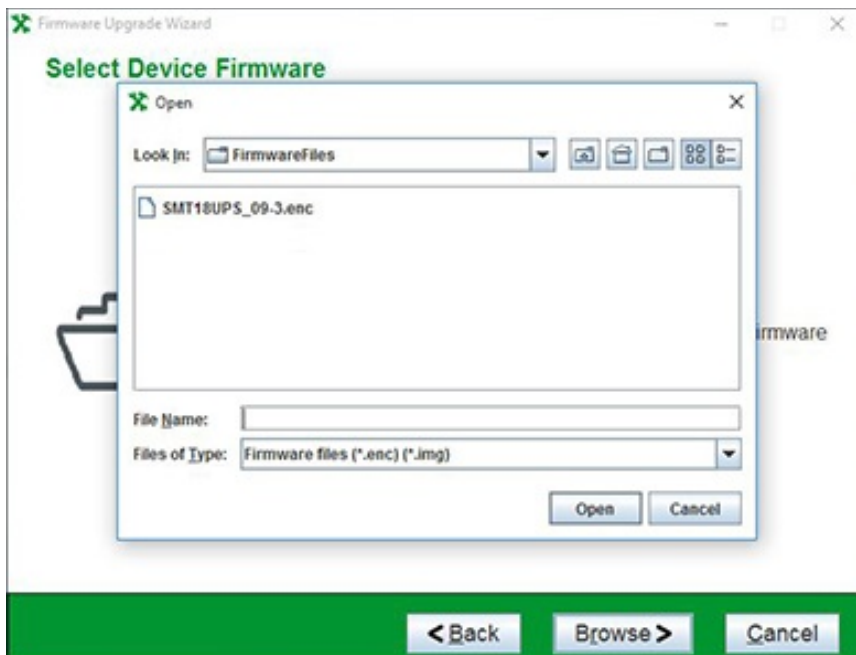 Firmware Upgrade Wizard
Select Device Firmware
Open
Look In: FirmwareFiles
SMT18UPS_09-3.enc
irmware
File Name:
Files of Type: Firmware files (*.enc) (*.img)
Open Cancel
< Back Browse > Cancel